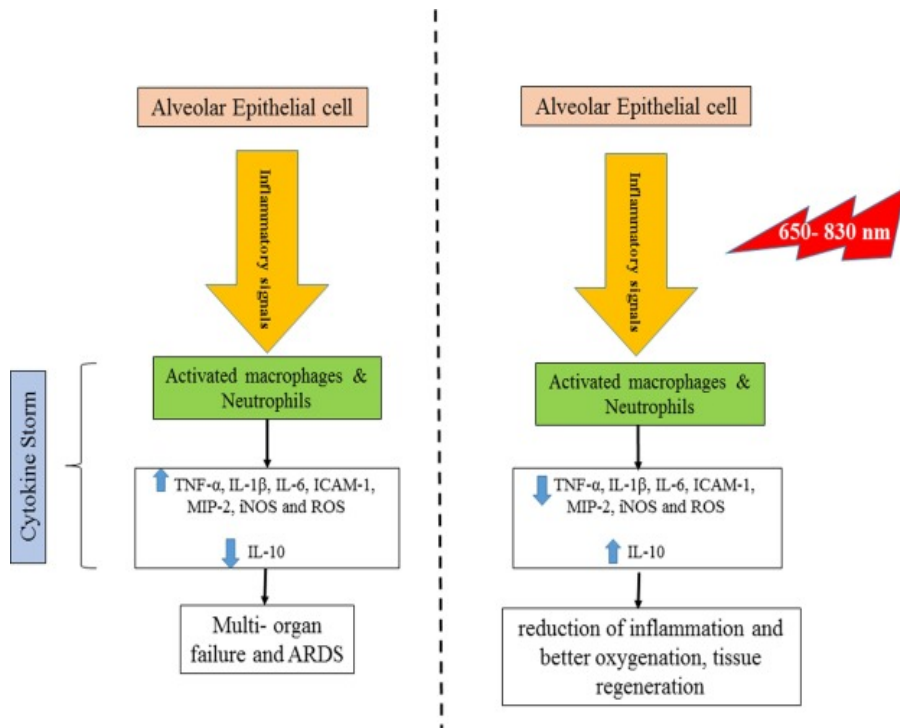 Alveolar Epithelial cell
Inflammatory signals
Activated macrophages &
Neutrophils
Cytokine Storm
TNF-α, IL-1β, IL-6, ICAM-1,
MIP-2, iNOS and ROS
IL-10
Multi- organ
failure and ARDS
Alveolar Epithelial cell
Inflammatory signals
650- 830 nm
Activated macrophages &
Neutrophils
TNF-α, IL-1β, IL-6, ICAM-1,
MIP-2, iNOS and ROS
IL-10
reduction of inflammation and
better oxygenation, tissue
regeneration